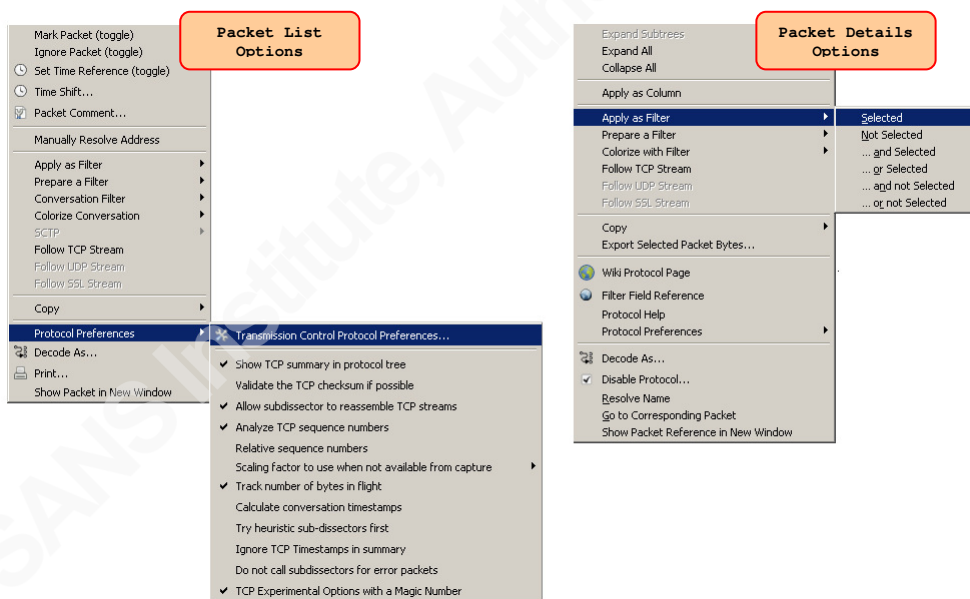 Packet List
Options
Mark Packet (toggle)
Ignore Packet (toggle)
Set Time Reference (toggle)
Time Shift...
Packet Comment...
Manually Resolve Address
Apply as Filter
Prepare a Filter
Conversation Filter
Colorize Conversation
SCTP
Follow TCP Stream
Follow UDP Stream
Follow SSL Stream
Copy
Protocol Preferences
Decode As...
Print...
Show Packet in New Window
Transmission Control Protocol Preferences...
Show TCP summary in protocol tree
Validate the TCP checksum if possible
Allow subdissector to reassemble TCP streams
Analyze TCP sequence numbers
Relative sequence numbers
Scaling factor to use when not available from capture
Track number of bytes in flight
Calculate conversation timestamps
Try heuristic sub-dissectors first
Ignore TCP Timestamps in summary
Do not call subdissectors for error packets
TCP Experimental Options with a Magic Number
Packet Details
Options
Expand Subtrees
Expand All
Collapse All
Apply as Column
Apply as Filter
Prepare a Filter
Colorize with Filter
Follow TCP Stream
Follow UDP Stream
Follow SSL Stream
Copy
Export Selected Packet Bytes...
Wiki Protocol Page
Filter Field Reference
Protocol Help
Protocol Preferences
Decode As...
Disable Protocol...
Resolve Name
Go to Corresponding Packet
Show Packet Reference in New Window
Selected
Not Selected
... and Selected
... or Selected
... and not Selected
... or not Selected
SANS Institute, Auth